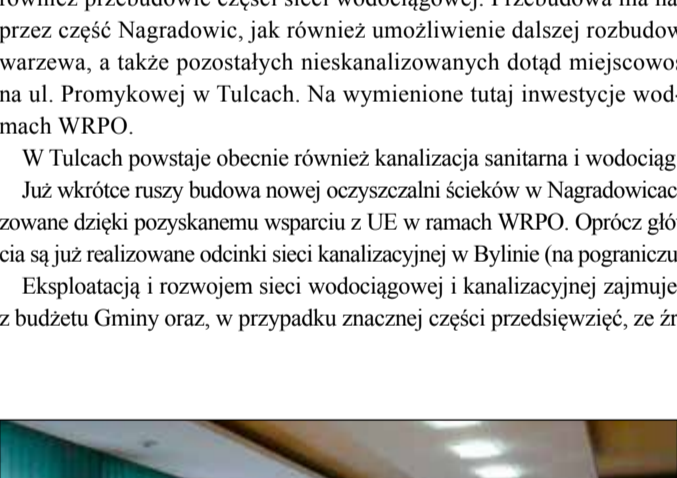 również przebudowie części sieci wodociągowej. Przebudowa ma na
przez część Nagradowic, jak również umożliwienie dalszej rozbudow
warzewa, a także pozostałych nieskanalizowanych dotąd miejscowoś
na ul. Promykowej w Tulcach. Na wymienione tutaj inwestycje wod-
mach WRPO.
W Tulcach powstaje obecnie również kanalizacja sanitarna i wodociąg
Już wkrótce ruszy budowa nowej oczyszczalni ścieków w Nagradowicac
zowane dzięki pozyskanemu wsparciu z UE w ramach WRPO. Oprócz głó
cia są już realizowane odcinki sieci kanalizacyjnej w Bylinie (na pograniczu
Eksploatacją i rozwojem sieci wodociągowej i kanalizacyjnej zajmuje
z budżetu Gminy oraz, w przypadku znacznej części przedsięwzięć, ze źr